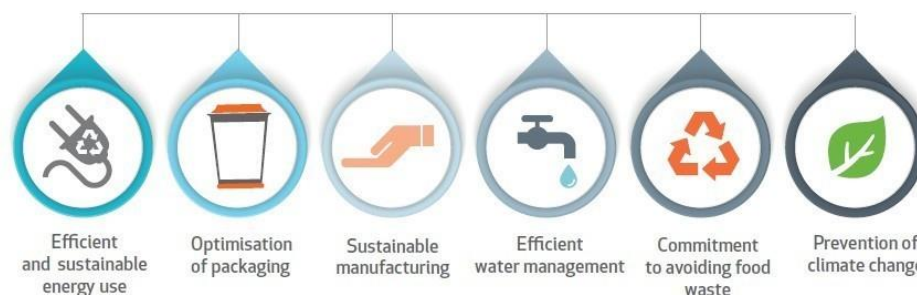 Efficient
and sustainable
energy use
Optimisation
of packaging
Sustainable
manufacturing
Efficient
water management
Commitment
to avoiding food
waste
Prevention of
climate change